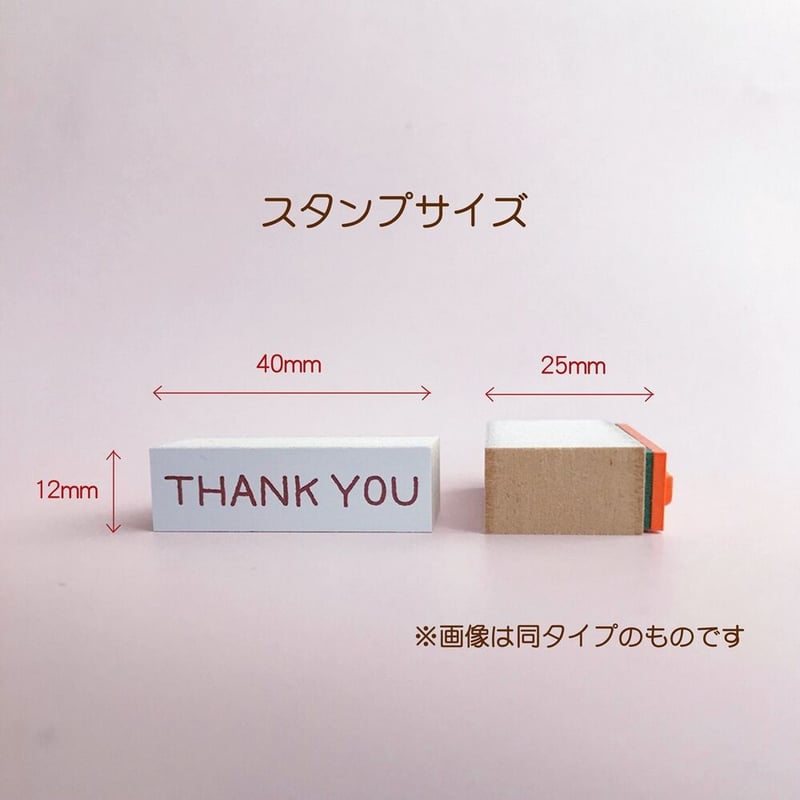 スタンプサイズ
40mm
25mm
12mm
THANK YOU
※画像は同タイプのものです